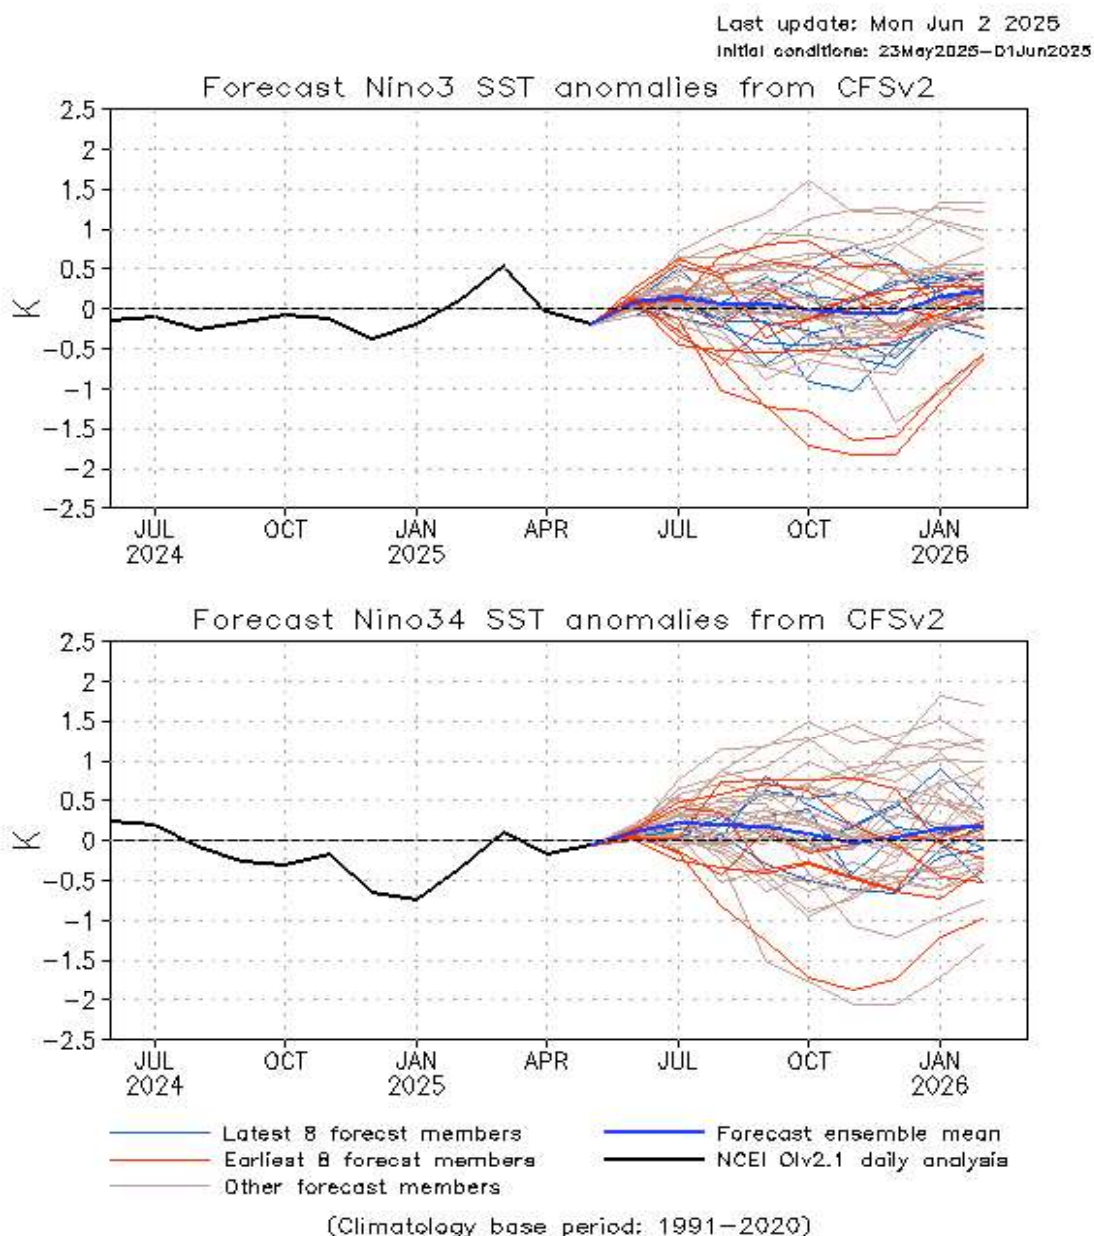 Last update: Mon Jun 2 2025
Initial conditions: 23May2025–01Jun2025
Forecast Nino3 SST anomalies from CFSv2
2.5
2
1.5
1
0.5
0
−0.5
−1
−1.5
−2
−2.5
K
JUL OCT JAN APR JUL OCT JAN
2024 2025 2026
Forecast Nino34 SST anomalies from CFSv2
2.5
2
1.5
1
0.5
0
−0.5
−1
−1.5
−2
−2.5
K
JUL OCT JAN APR JUL OCT JAN
2024 2025 2026
Latest 8 forecst members
Earliest 8 forecst members
Other forecast members
Forecast ensemble mean
NCEI OIv2.1 daily analysis
(Climatology base period: 1991–2020)